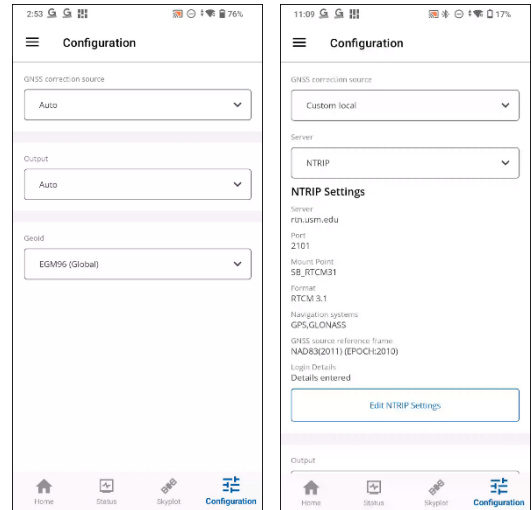 2:53 G G 76%
Configuration
GNSS correction source
Auto
Output
Auto
Geoid
EGM96 (Global)
Home Status Skyplot Configuration
11:09 G G 17%
Configuration
GNSS correction source
Custom local
Server
NTRIP
NTRIP Settings
Server
rtn.usm.edu
Port
2101
Mount Point
SB_RTCM31
Format
RTCM 3.1
Navigation systems
GPS,GLONASS
GNSS source reference frame
NAD83(2011) (EPOCH:2010)
Login Details
Details entered
Edit NTRIP Settings
Output
Home Status Skyplot Configuration